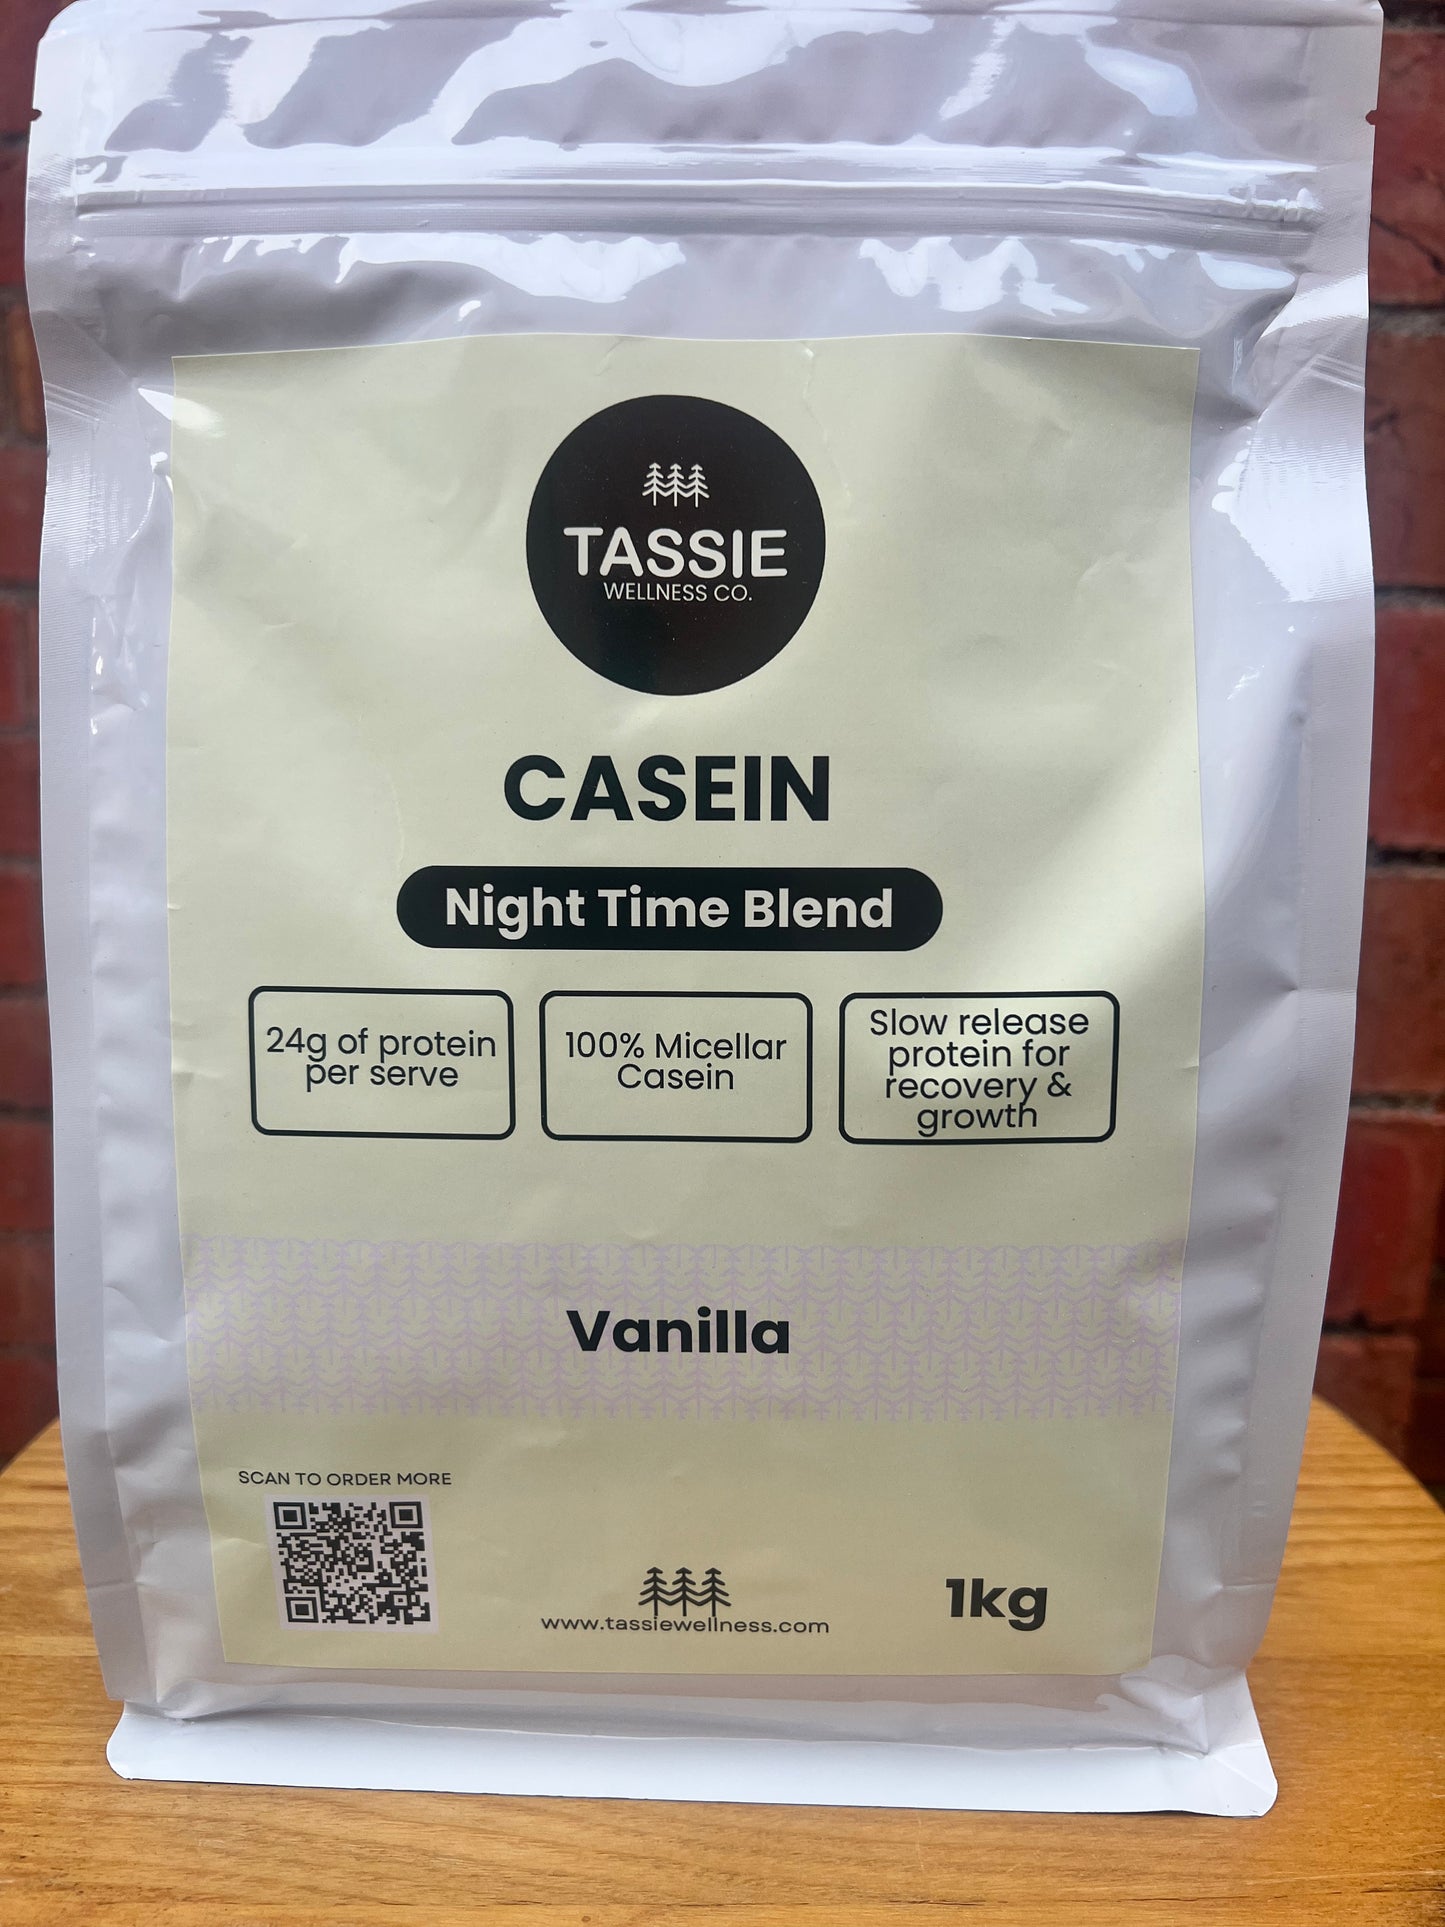 TASSIE
WELLNESS CO.
CASEIN
Night Time Blend
24g of protein
per serve
100% Micellar
Casein
Slow release
protein for
recovery &
growth
Vanilla
SCAN TO ORDER MORE
www.tassiewellness.com
1kg